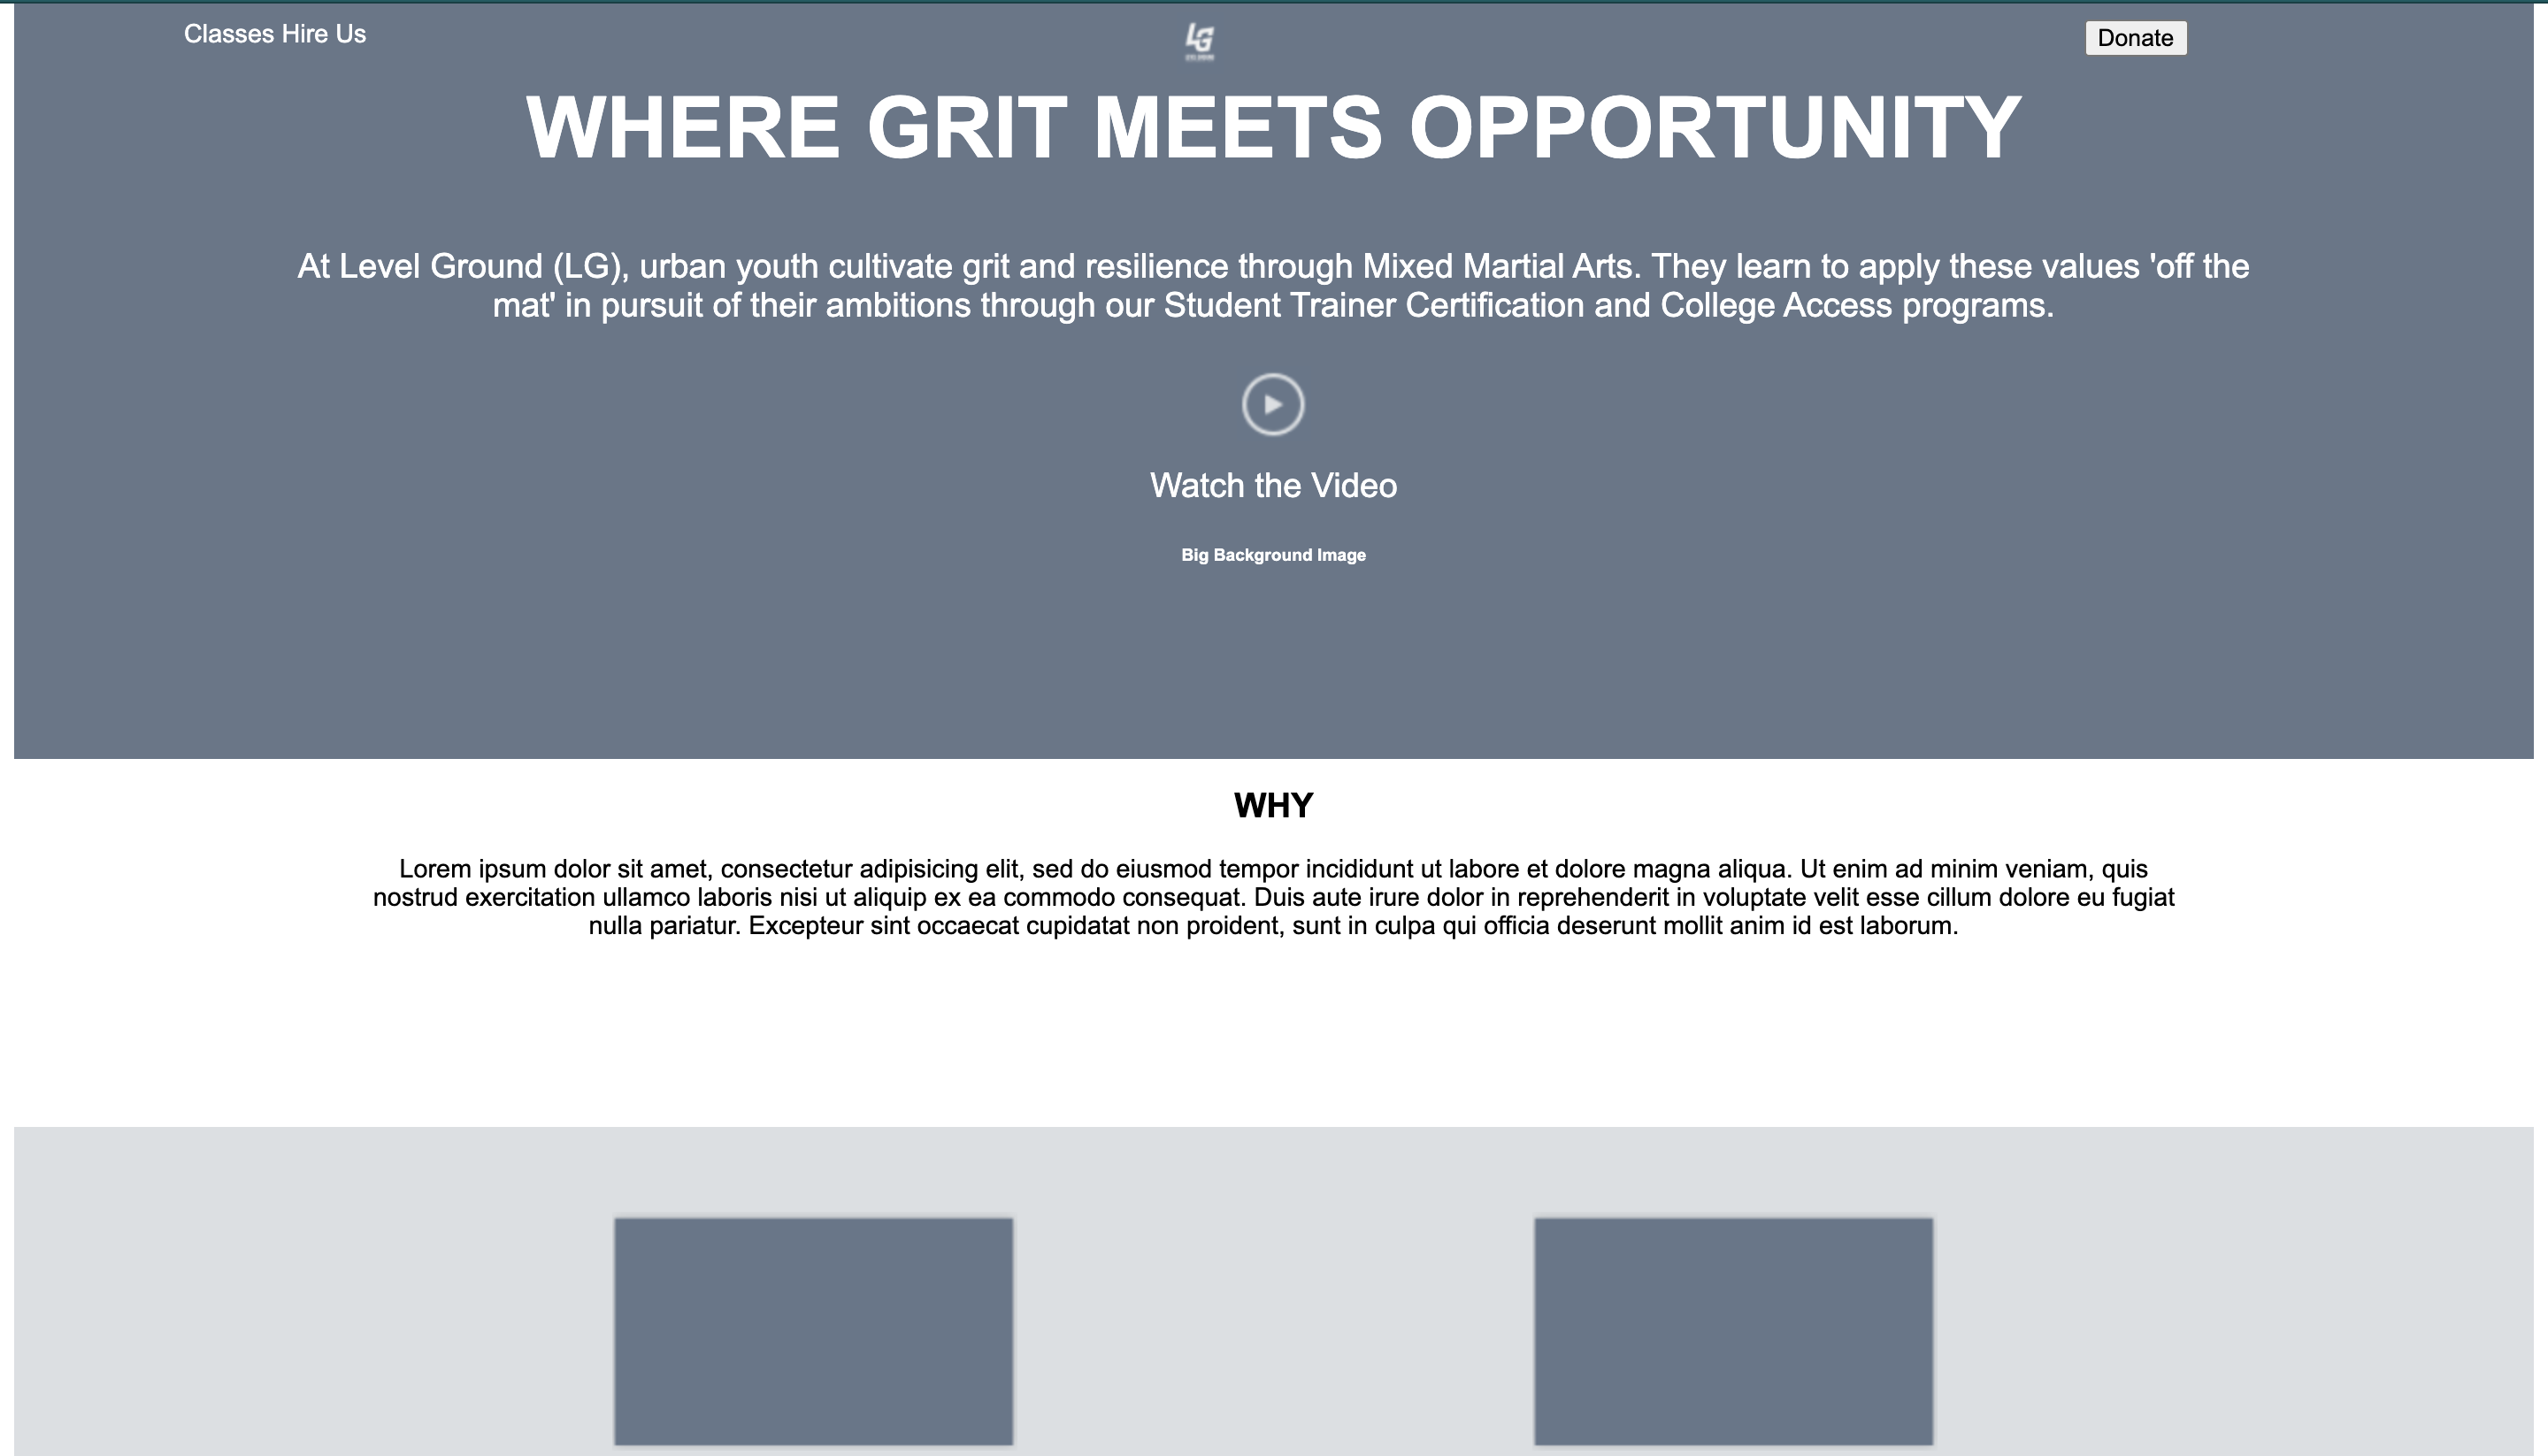 Classes Hire Us
LG
Donate
WHERE GRIT MEETS OPPORTUNITY
At Level Ground (LG), urban youth cultivate grit and resilience through Mixed Martial Arts. They learn to apply these values 'off the
mat' in pursuit of their ambitions through our Student Trainer Certification and College Access programs.
Watch the Video
Big Background Image
WHY
Lorem ipsum dolor sit amet, consectetur adipisicing elit, sed do eiusmod tempor incididunt ut labore et dolore magna aliqua. Ut enim ad minim veniam, quis
nostrud exercitation ullamco laboris nisi ut aliquip ex ea commodo consequat. Duis aute irure dolor in reprehenderit in voluptate velit esse cillum dolore eu fugiat
nulla pariatur. Excepteur sint occaecat cupidatat non proident, sunt in culpa qui officia deserunt mollit anim id est laborum.